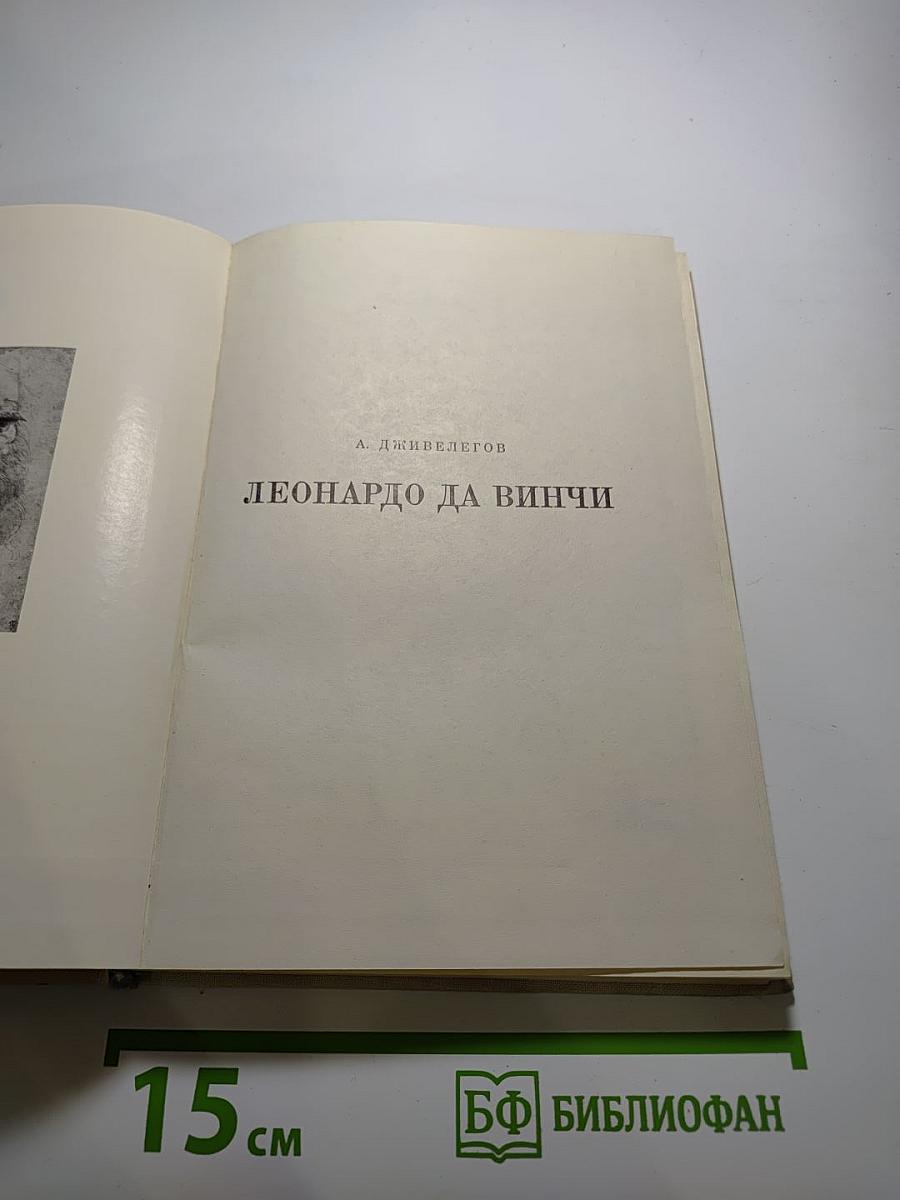 А. ДЖИВЕЛЕГОВ
ЛЕОНАРДО ДА ВИНЧИ
15 см
БФ БИБЛИОФАН